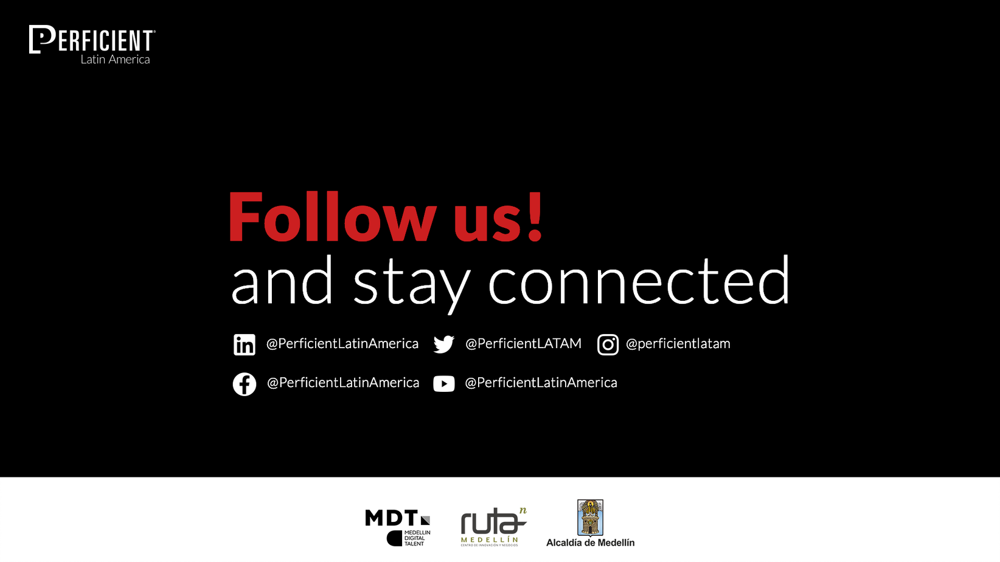 PERFICIENT®
Latin America
Follow us!
and stay connected
in @PerficientLatinAmerica @PerficientLATAM @perficientlatam
f @PerficientLatinAmerica @PerficientLatinAmerica
MDT
MEDELLIN
DIGITAL
TALENT
ruta n
MEDELLÍN
CENTRO DE INNOVACIÓN Y NEGOCIOS
Alcaldía de Medellín